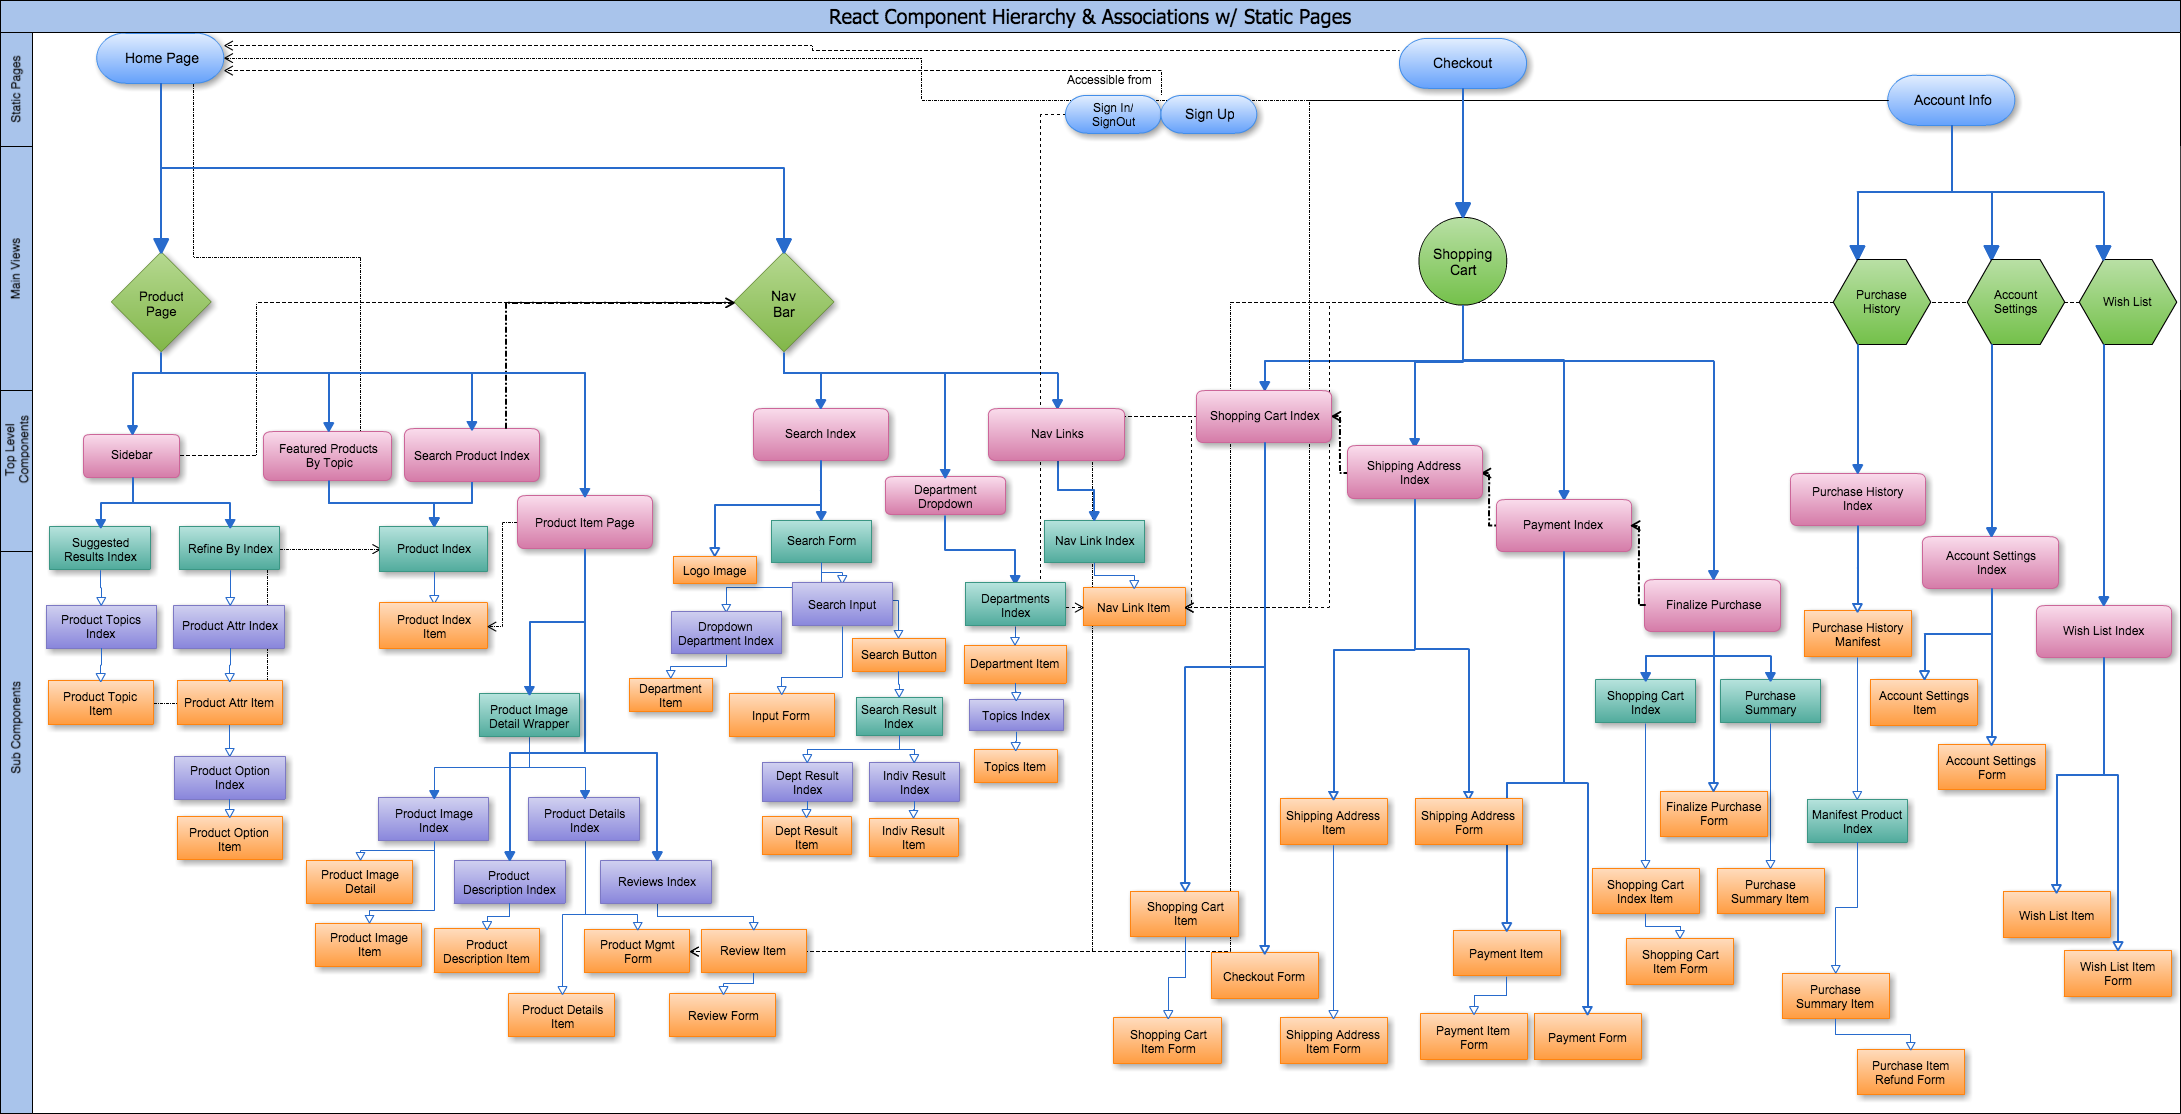 React Component Hierarchy & Associations w/ Static Pages
Static Pages
Home Page
Checkout
Accessible from
Sign In/
SignOut
Sign Up
Account Info
Main Views
Product
Page
Nav
Bar
Shopping
Cart
Purchase
History
Account
Settings
Wish List
Top Level
Components
Sidebar
Featured Products
By Topic
Search Product Index
Product Item Page
Search Index
Department
Dropdown
Nav Links
Shopping Cart Index
Shipping Address
Index
Payment Index
Finalize Purchase
Purchase History
Index
Account Settings
Index
Wish List Index
Sub Components
Suggested
Results Index
Refine By Index
Product Index
Logo Image
Search Form
Nav Link Index
Product Topics
Index
Product Attr Index
Product Index
Item
Dropdown
Department Index
Search Input
Search Button
Departments
Index
Nav Link Item
Department Item
Product Topic
Item
Product Attr Item
Product Image
Detail Wrapper
Department
Item
Input Form
Search Result
Index
Topics Index
Topics Item
Product Option
Index
Product Option
Item
Dept Result
Index
Indiv Result
Index
Dept Result
Item
Indiv Result
Item
Product Image
Index
Product Details
Index
Product Image
Detail
Product
Description Index
Reviews Index
Product Image
Item
Product
Description Item
Product Mgmt
Form
Review Item
Product Details
Item
Review Form
Shopping Cart
Item
Checkout Form
Shopping Cart
Item Form
Shipping Address
Item
Shipping Address
Form
Shipping Address
Item Form
Payment Item
Payment Item
Form
Payment Form
Shopping Cart
Index
Purchase
Summary
Finalize Purchase
Form
Shopping Cart
Index Item
Purchase
Summary Item
Shopping Cart
Item Form
Purchase History
Manifest
Manifest Product
Index
Purchase
Summary Item
Purchase Item
Refund Form
Account Settings
Item
Account Settings
Form
Wish List Item
Wish List Item
Form